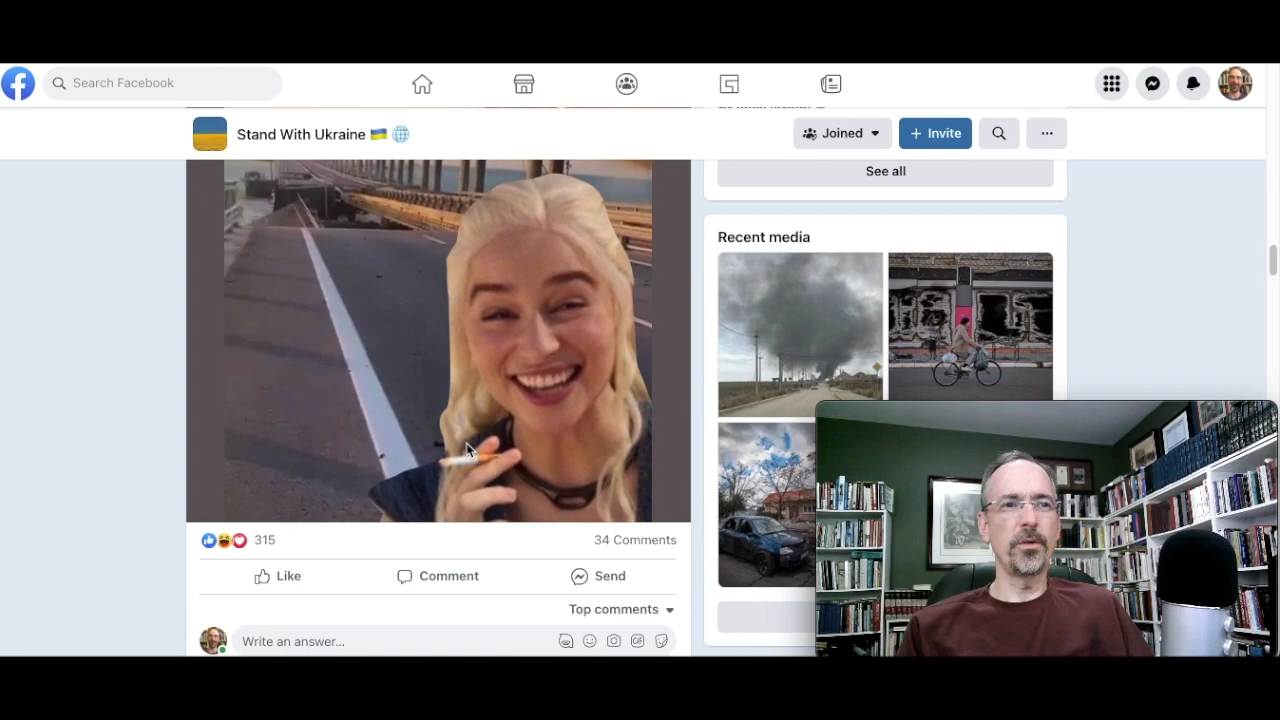 Search Facebook
Stand With Ukraine
Joined
+ Invite
See all
Recent media
315
34 Comments
Like
Comment
Send
Top comments
Write an answer...
GIF